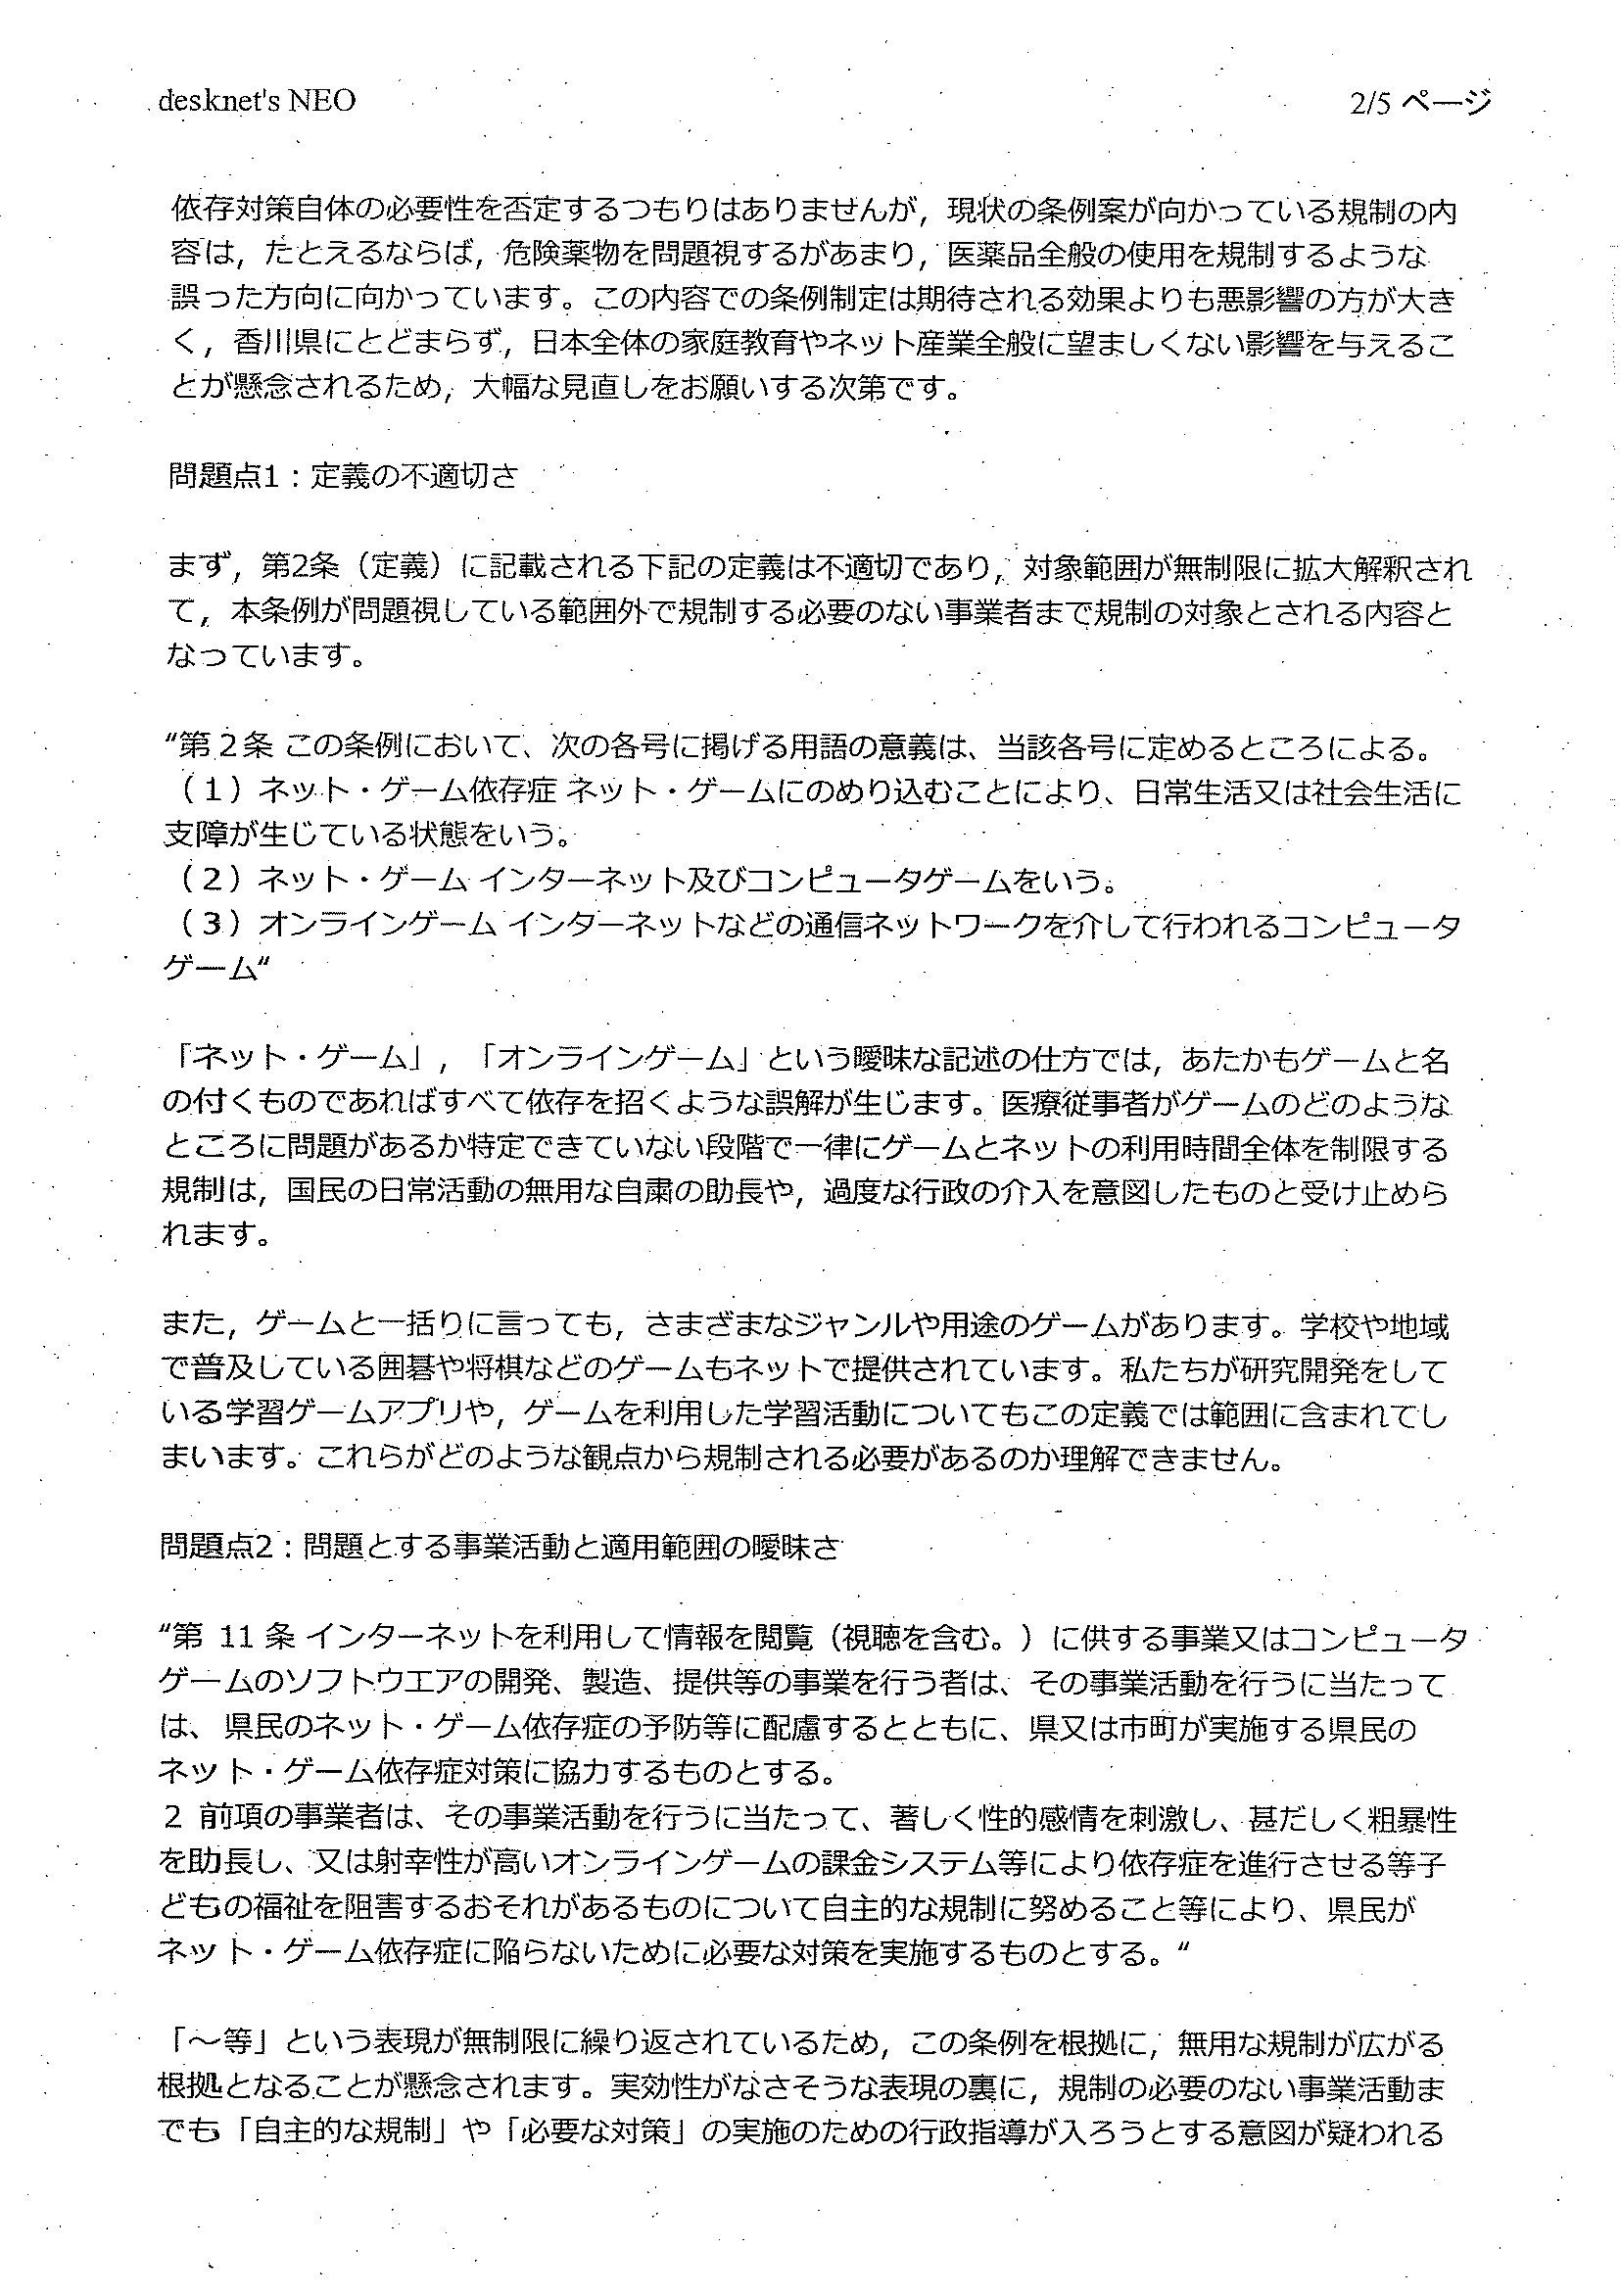 desknet's NEO
2/5 ページ
依存対策自体の必要性を否定するつもりはありませんが，現状の条例案が向かっている規制の内
容は，たとえるならば，危険薬物を問題視するがあまり，医薬品全般の使用を規制するような
誤った方向に向かっています。この内容での条例制定は期待される効果よりも悪影響の方が大き
く，香川県にとどまらず，日本全体の家庭教育やネット産業全般に望ましくない影響を与えるこ
とが懸念されるため，大幅な見直しをお願いする次第です。
問題点1：定義の不適切さ
まず，第2条（定義）に記載される下記の定義は不適切であり，対象範囲が無制限に拡大解釈され
て，本条例が問題視している範囲外で規制する必要のない事業者まで規制の対象とされる内容と
なっています。
“第２条 この条例において、次の各号に掲げる用語の意義は、当該各号に定めるところによる。
（１）ネット・ゲーム依存症 ネット・ゲームにのめり込むことにより、日常生活又は社会生活に
支障が生じている状態をいう。
（２）ネット・ゲーム インターネット及びコンピュータゲームをいう。
（３）オンラインゲーム インターネットなどの通信ネットワークを介して行われるコンピュータ
ゲーム“
「ネット・ゲーム」，「オンラインゲーム」という曖昧な記述の仕方では，あたかもゲームと名
の付くものであればすべて依存を招くような誤解が生じます。医療従事者がゲームのどのような
ところに問題があるか特定できていない段階で一律にゲームとネットの利用時間全体を制限する
規制は，国民の日常活動の無用な自粛の助長や，過度な行政の介入を意図したものと受け止めら
れます。
また，ゲームと一括りに言っても，さまざまなジャンルや用途のゲームがあります。学校や地域
で普及している囲碁や将棋などのゲームもネットで提供されています。私たちが研究開発をして
いる学習ゲームアプリや，ゲームを利用した学習活動についてもこの定義では範囲に含まれてし
まいます。これらがどのような観点から規制される必要があるのか理解できません。
問題点2：問題とする事業活動と適用範囲の曖昧さ
“第 11 条 インターネットを利用して情報を閲覧（視聴を含む。）に供する事業又はコンピュータ
ゲームのソフトウエアの開発、製造、提供等の事業を行う者は、その事業活動を行うに当たって
は、県民のネット・ゲーム依存症の予防等に配慮するとともに、県又は市町が実施する県民の
ネット・ゲーム依存症対策に協力するものとする。
２ 前項の事業者は、その事業活動を行うに当たって、著しく性的感情を刺激し、甚だしく粗暴性
を助長し、又は射幸性が高いオンラインゲームの課金システム等により依存症を進行させる等子
どもの福祉を阻害するおそれがあるものについて自主的な規制に努めること等により、県民が
ネット・ゲーム依存症に陥らないために必要な対策を実施するものとする。“
「～等」という表現が無制限に繰り返されているため，この条例を根拠に，無用な規制が広がる
根拠となることが懸念されます。実効性がなさそうな表現の裏に，規制の必要のない事業活動ま
でも「自主的な規制」や「必要な対策」の実施のための行政指導が入ろうとする意図が疑われる